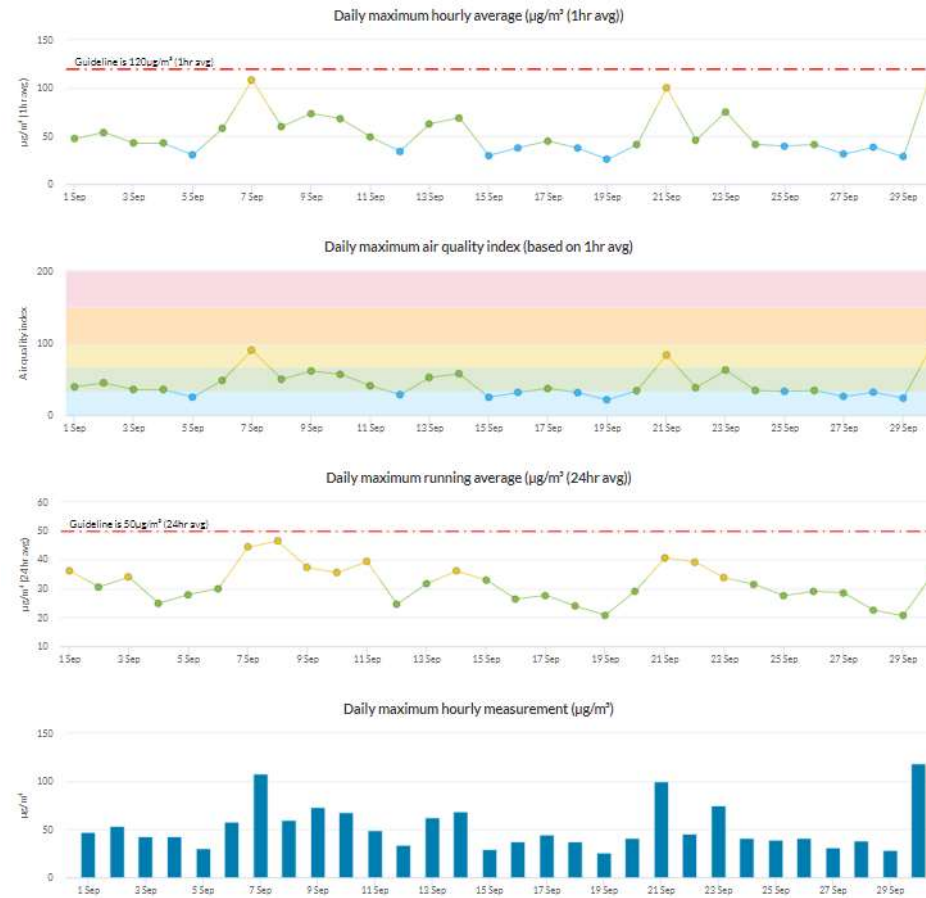 Daily maximum hourly average (µg/m³ (1hr avg))
µg/m³ (1hr avg)
150
Guideline is 120µg/m³ (1hr avg)
100
50
0
1 Sep 3 Sep 5 Sep 7 Sep 9 Sep 11 Sep 13 Sep 15 Sep 17 Sep 19 Sep 21 Sep 23 Sep 25 Sep 27 Sep 29 Sep
Daily maximum air quality index (based on 1hr avg)
Air quality index
200
100
0
1 Sep 3 Sep 5 Sep 7 Sep 9 Sep 11 Sep 13 Sep 15 Sep 17 Sep 19 Sep 21 Sep 23 Sep 25 Sep 27 Sep 29 Sep
Daily maximum running average (µg/m³ (24hr avg))
µg/m³ (24hr avg)
60
Guideline is 50µg/m³ (24hr avg)
50
40
30
20
10
1 Sep 3 Sep 5 Sep 7 Sep 9 Sep 11 Sep 13 Sep 15 Sep 17 Sep 19 Sep 21 Sep 23 Sep 25 Sep 27 Sep 29 Sep
Daily maximum hourly measurement (µg/m³)
µg/m³
150
100
50
0
1 Sep 3 Sep 5 Sep 7 Sep 9 Sep 11 Sep 13 Sep 15 Sep 17 Sep 19 Sep 21 Sep 23 Sep 25 Sep 27 Sep 29 Sep